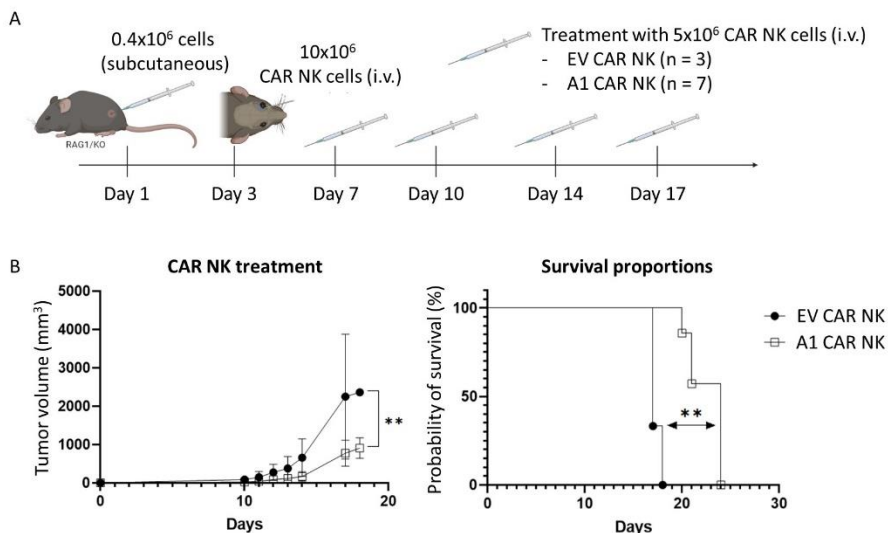 A
0.4x10⁶ cells
(subcutaneous)
10x10⁶
CAR NK cells (i.v.)
Treatment with 5x10⁶ CAR NK cells (i.v.)
- EV CAR NK (n = 3)
- A1 CAR NK (n = 7)
RAG1/KO
Day 1
Day 3
Day 7
Day 10
Day 14
Day 17
B
CAR NK treatment
Tumor volume (mm³)
5000
4000
3000
2000
1000
0
0
10
20
Days
**
Survival proportions
Probability of survival (%)
100
50
0
0
10
20
30
Days
**
EV CAR NK
A1 CAR NK